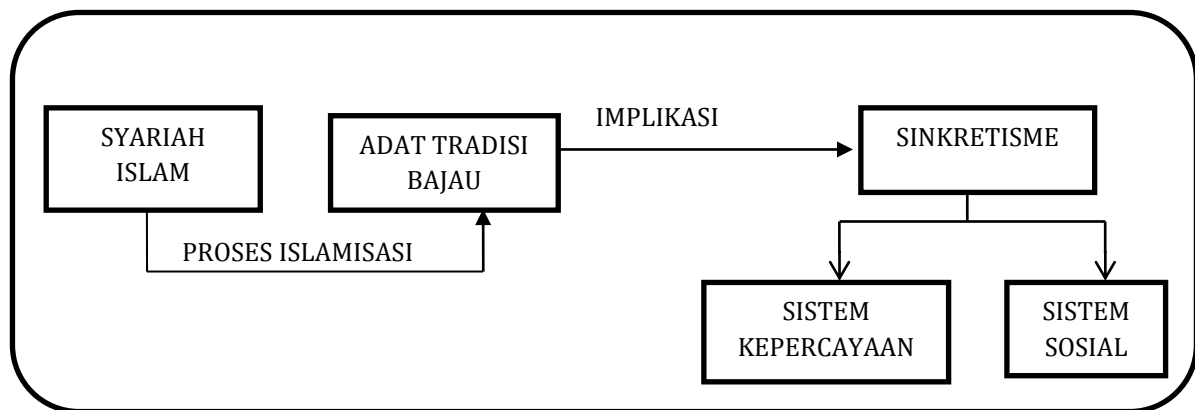 SYARIAH
ISLAM
PROSES ISLAMISASI
ADAT TRADISI
BAJAU
IMPLIKASI
SINKRETISME
SISTEM
KEPERCAYAAN
SISTEM
SOSIAL